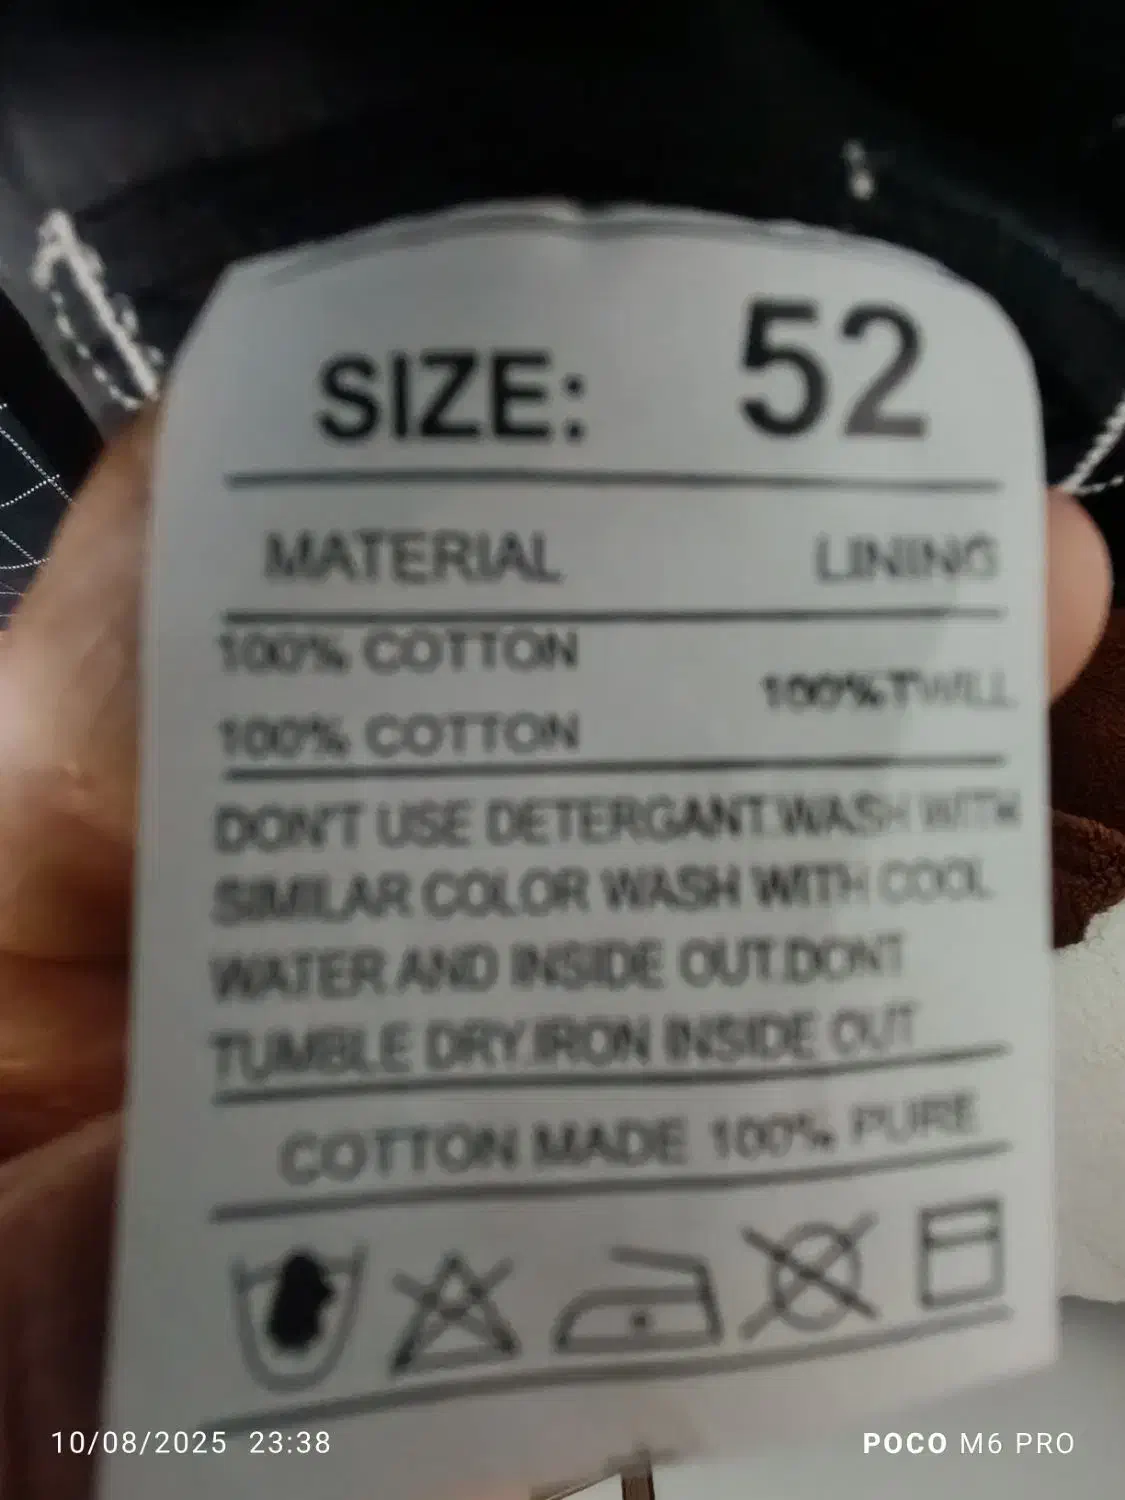 SIZE: 52
MATERIAL LINING
100% COTTON
100%TWILL
100% COTTON
DON'T USE DETERGANT.WASH WITH
SIMILAR COLOR WASH WITH COOL
WATER.AND INSIDE OUT.DONT
TUMBLE DRY.IRON INSIDE OUT
COTTON MADE 100% PURE
10/08/2025 23:38
POCO M6 PRO